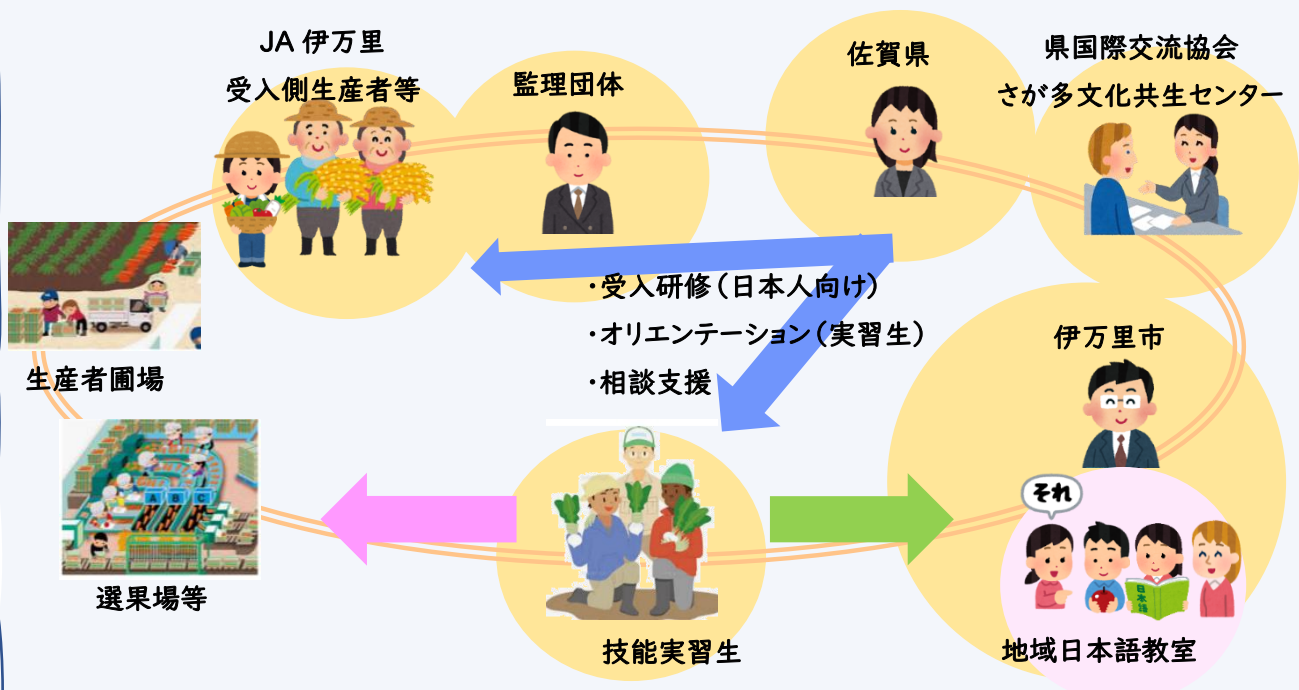 JA 伊万里
受入側生産者等
監理団体
佐賀県
県国際交流協会
さが多文化共生センター
・受入研修（日本人向け）
・オリエンテーション（実習生）
・相談支援
生産者圃場
伊万里市
A B C
選果場等
それ
日本語
技能実習生
地域日本語教室